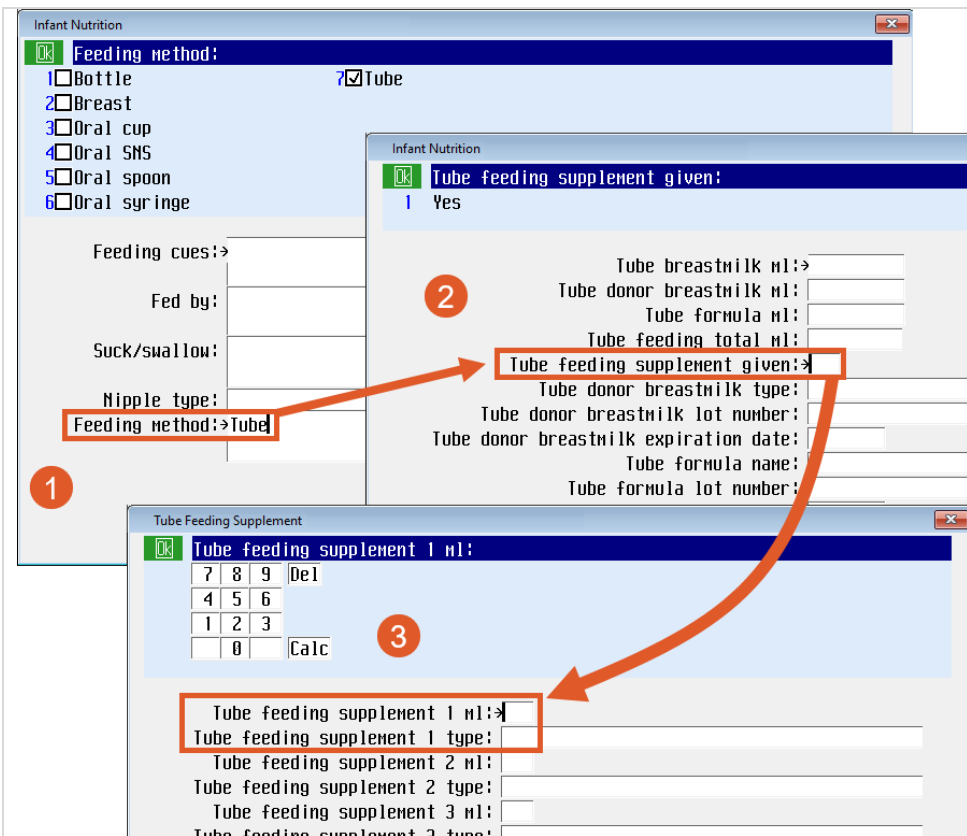 Infant Nutrition
Ok Feeding method:
1 Bottle 7 Tube
2 Breast
3 Oral cup
4 Oral SNS
5 Oral spoon
6 Oral syringe
Feeding cues:
Fed by:
Suck/swallow:
Nipple type:
Feeding method: Tube
1
Infant Nutrition
Ok Tube feeding supplement given:
1 Yes
2
Tube breastmilk ml:
Tube donor breastmilk ml:
Tube formula ml:
Tube feeding total ml:
Tube feeding supplement given:
Tube donor breastmilk type:
Tube donor breastmilk lot number:
Tube donor breastmilk expiration date:
Tube formula name:
Tube formula lot number:
Tube Feeding Supplement
Ok Tube feeding supplement 1 ml:
7 8 9 Del
4 5 6
1 2 3
0 Calc
3
Tube feeding supplement 1 ml:
Tube feeding supplement 1 type:
Tube feeding supplement 2 ml:
Tube feeding supplement 2 type:
Tube feeding supplement 3 ml:
Tube feeding supplement 3 type: